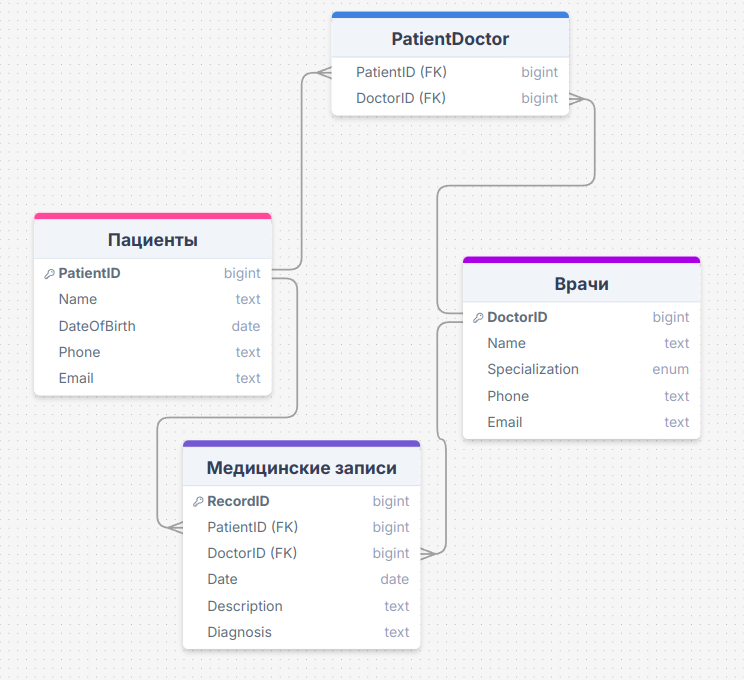 PatientDoctor
PatientID (FK) bigint
DoctorID (FK) bigint
Пациенты
PatientID bigint
Name text
DateOfBirth date
Phone text
Email text
Врачи
DoctorID bigint
Name text
Specialization enum
Phone text
Email text
Медицинские записи
RecordID bigint
PatientID (FK) bigint
DoctorID (FK) bigint
Date date
Description text
Diagnosis text